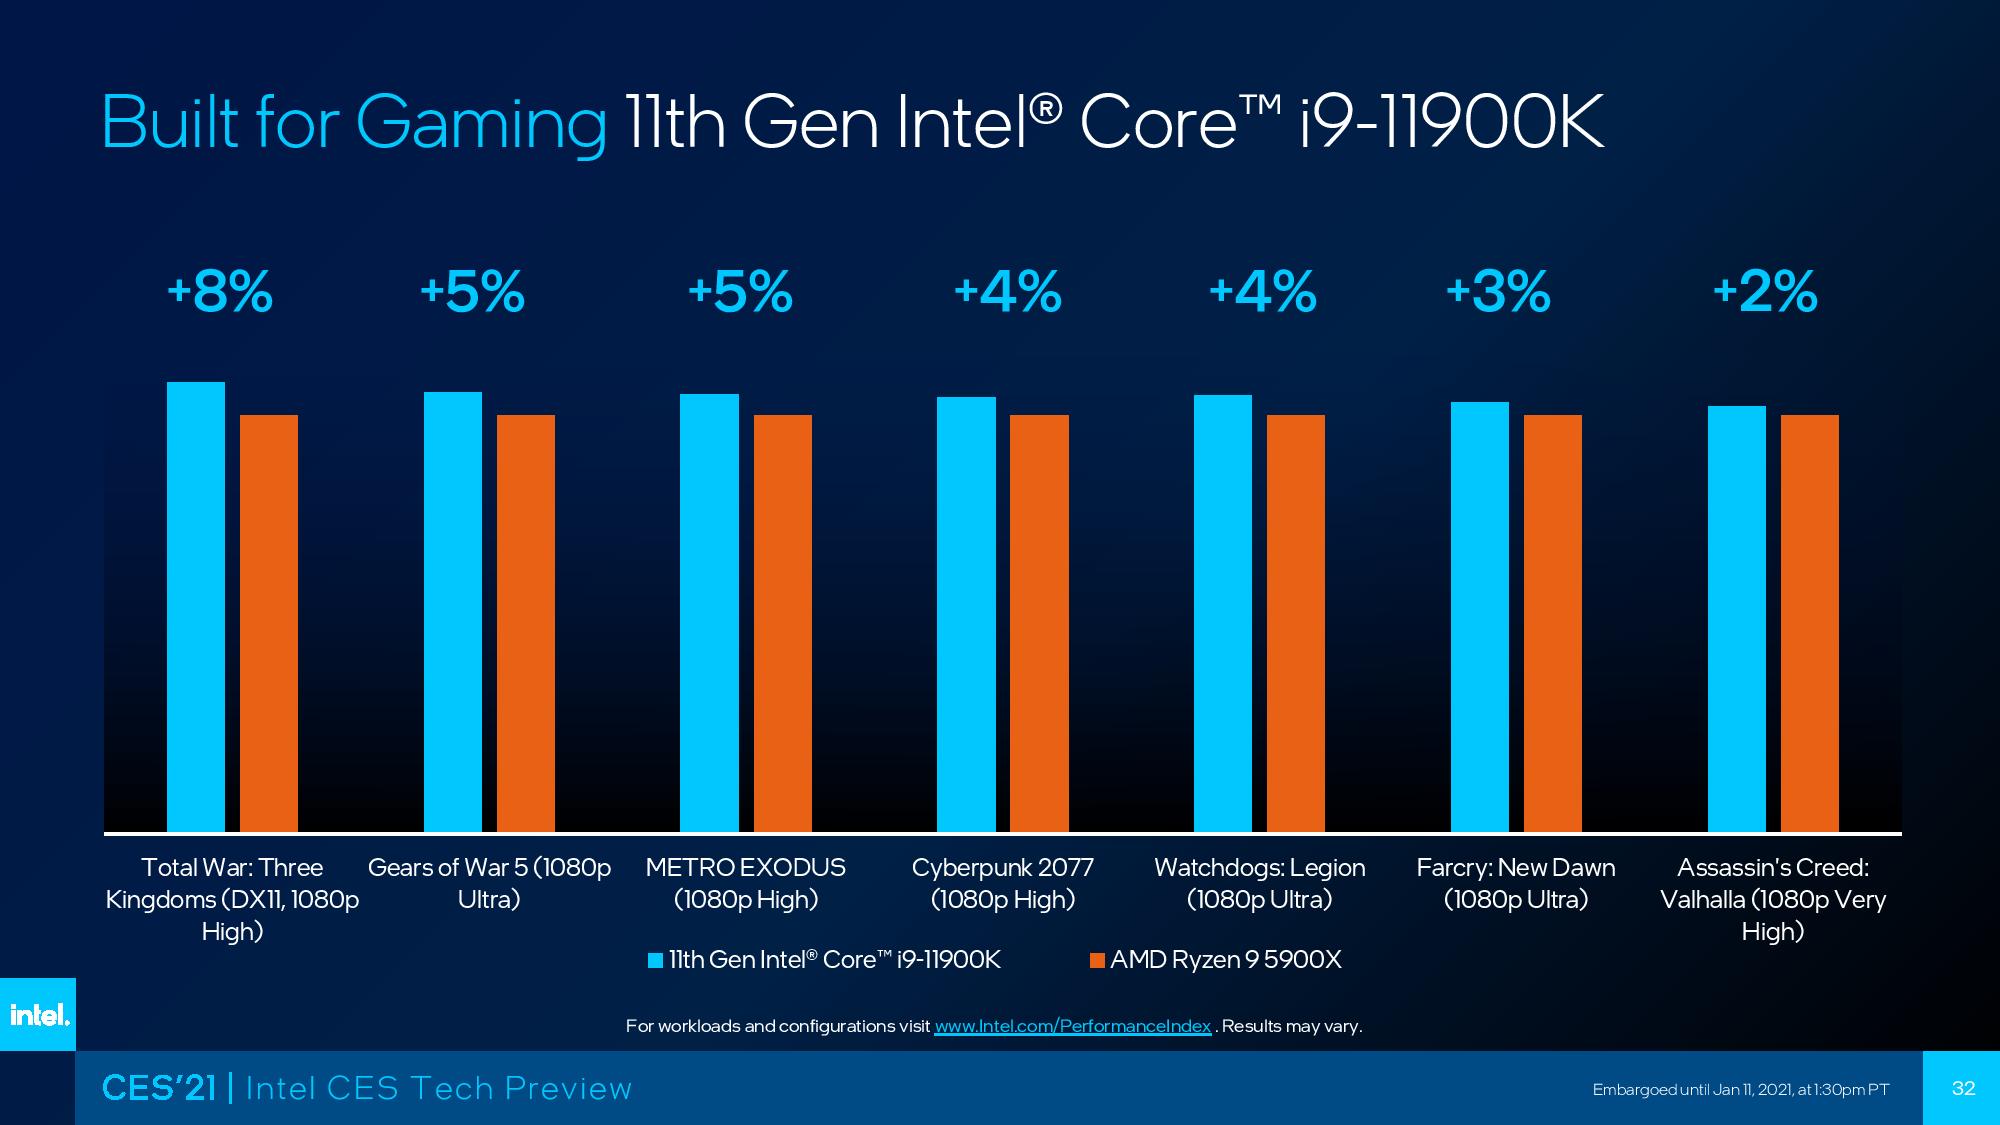 Built for Gaming 11th Gen Intel® Core™ i9-11900K
+8% +5% +5% +4% +4% +3% +2%
Total War: Three
Kingdoms (DX11, 1080p
High)
Gears of War 5 (1080p
Ultra)
METRO EXODUS
(1080p High)
Cyberpunk 2077
(1080p High)
Watchdogs: Legion
(1080p Ultra)
Farcry: New Dawn
(1080p Ultra)
Assassin's Creed:
Valhalla (1080p Very
High)
11th Gen Intel® Core™ i9-11900K
AMD Ryzen 9 5900X
intel.
For workloads and configurations visit www.Intel.com/PerformanceIndex . Results may vary.
CES'21 | Intel CES Tech Preview
Embargoed until Jan 11, 2021, at 1:30pm PT
32